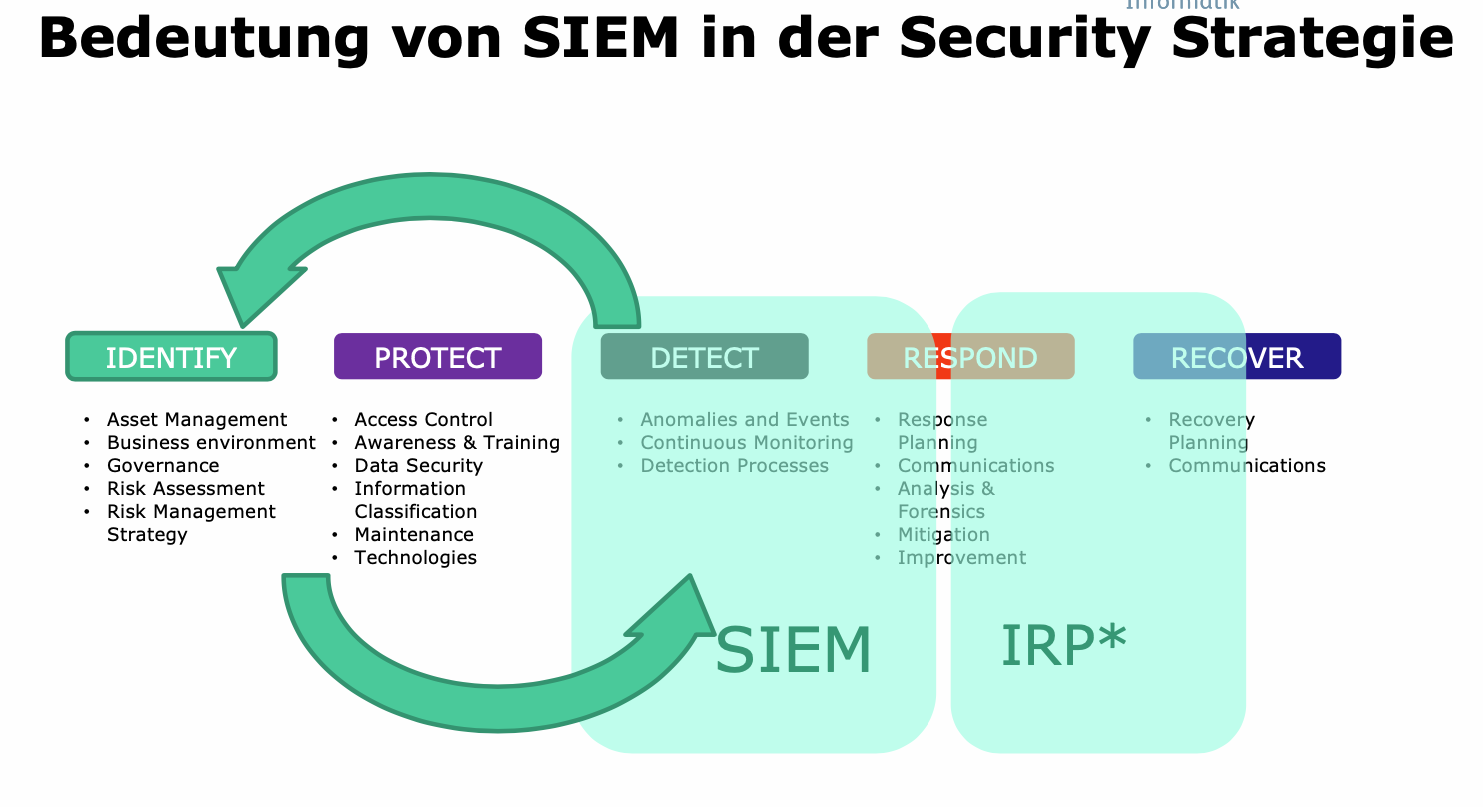 Informatik
Bedeutung von SIEM in der Security Strategie
IDENTIFY
• Asset Management
• Business environment
• Governance
• Risk Assessment
• Risk Management
Strategy
PROTECT
• Access Control
• Awareness & Training
• Data Security
• Information
Classification
• Maintenance
• Technologies
DETECT
• Anomalies and Events
• Continuous Monitoring
• Detection Processes
RESPOND
• Response
Planning
• Communications
• Analysis &
Forensics
• Mitigation
• Improvement
RECOVER
• Recovery
Planning
• Communications
SIEM
IRP*